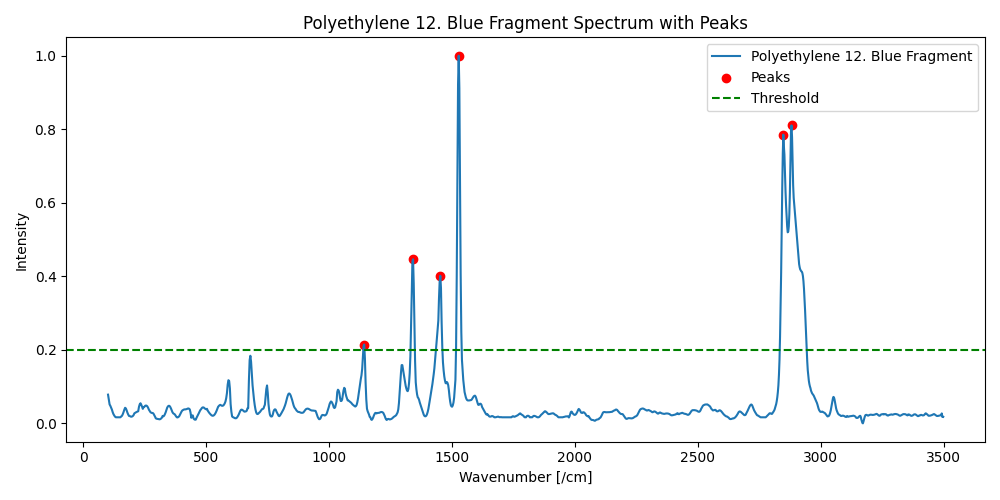 Polyethylene 12. Blue Fragment Spectrum with Peaks
Polyethylene 12. Blue Fragment
Peaks
Threshold
Intensity
1.0
0.8
0.6
0.4
0.2
0.0
0 500 1000 1500 2000 2500 3000 3500
Wavenumber [/cm]